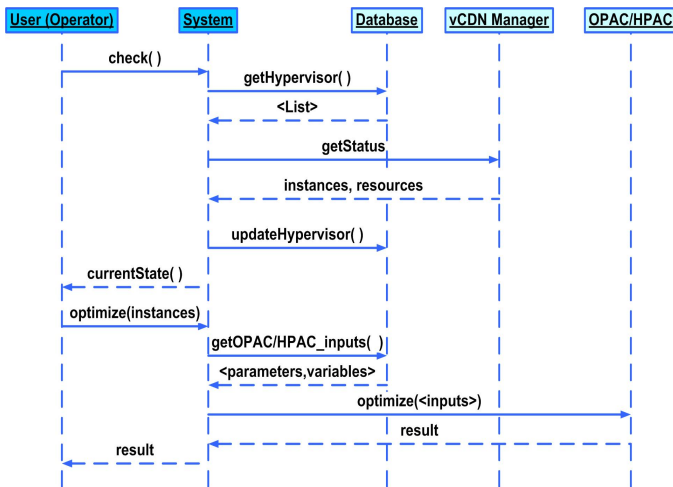 User (Operator) System Database vCDN Manager OPAC/HPAC
check( )
getHypervisor( )
<List>
getStatus
instances, resources
updateHypervisor( )
currentState( )
optimize(instances)
getOPAC/HPAC_inputs( )
<parameters,variables>
optimize(<inputs>)
result
result